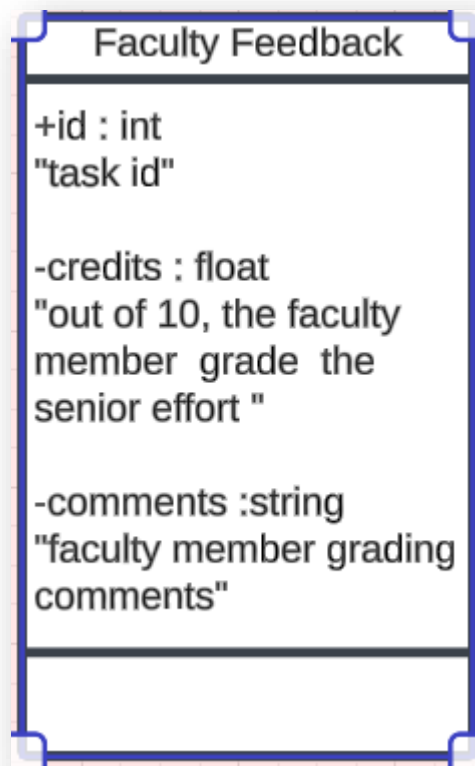 Faculty Feedback
+id : int
"task id"
-credits : float
"out of 10, the faculty
member grade the
senior effort "
-comments :string
"faculty member grading
comments"